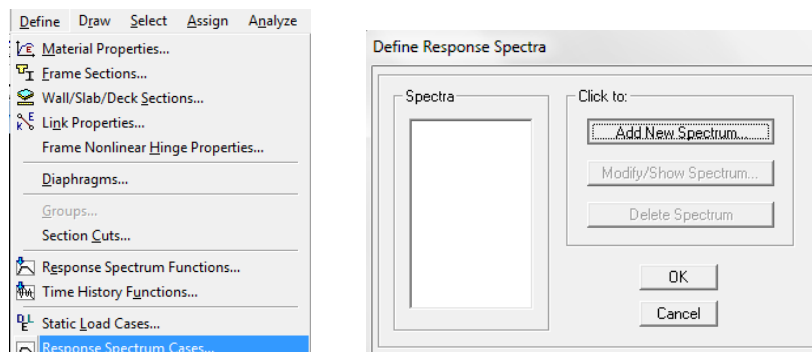 Define Draw Select Assign Analyze
Material Properties...
Frame Sections...
Wall/Slab/Deck Sections...
Link Properties...
Frame Nonlinear Hinge Properties...
Diaphragms...
Groups...
Section Cuts...
Response Spectrum Functions...
Time History Functions...
Static Load Cases...
Response Spectrum Cases...
Define Response Spectra
Spectra
Click to:
Add New Spectrum...
Modify/Show Spectrum...
Delete Spectrum
OK
Cancel